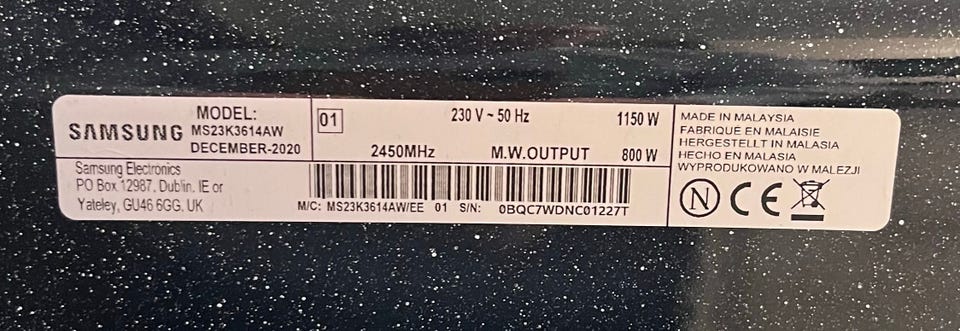 SAMSUNG
MODEL:
MS23K3614AW
DECEMBER-2020
Samsung Electronics
PO Box 12987, Dublin. IE or
Yateley, GU46 6GG, UK
01 230 V ~ 50 Hz 1150 W
2450MHz M.W.OUTPUT 800 W
M/C: MS23K3614AW/EE 01 S/N: 0BQC7WDNC01227T
MADE IN MALAYSIA
FABRIQUÉ EN MALAISIE
HERGESTELLT IN MALAYSIA
HECHO EN MALASIA
WYPRODUKOWANO W MALEZJI
N CE